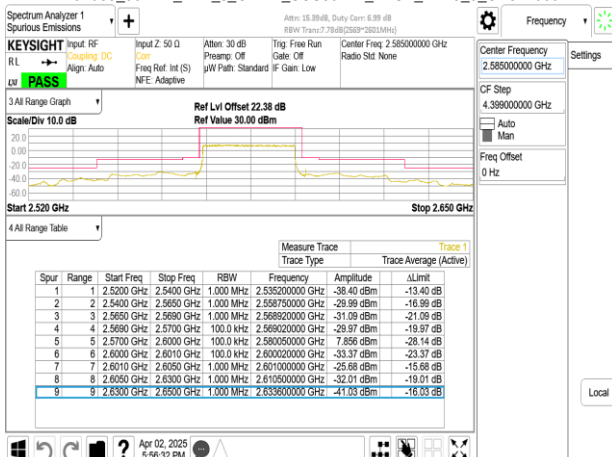 Spectrum Analyzer 1
Spurious Emissions
Attn: 15.39dB, Duty Corr: 6.99 dB
RBW Trans:7.78dB(2569~2601MHz)
Frequency
KEYSIGHT
RL
PASS
Input: RF
Coupling: DC
Align: Auto
Input Z: 50 Ω
Corr
Freq Ref: Int (S)
NFE: Adaptive
Atten: 30 dB
Preamp: Off
µW Path: Standard
Trig: Free Run
Gate: Off
IF Gain: Low
Center Freq: 2.585000000 GHz
Radio Std: None
Center Frequency
2.585000000 GHz
Settings
CF Step
4.399000000 GHz
Auto
Man
Freq Offset
0 Hz
Local
3 All Range Graph
Scale/Div 10.0 dB
Ref Lvl Offset 22.38 dB
Ref Value 30.00 dBm
20.0
0.00
-20.0
-40.0
-60.0
Start 2.520 GHz
Stop 2.650 GHz
4 All Range Table
Measure Trace Trace 1
Trace Type Trace Average (Active)
Spur Range Start Freq Stop Freq RBW Frequency Amplitude ΔLimit
1 1 2.5200 GHz 2.5400 GHz 1.000 MHz 2.535200000 GHz -38.40 dBm -13.40 dB
2 2 2.5400 GHz 2.5650 GHz 1.000 MHz 2.558750000 GHz -29.99 dBm -16.99 dB
3 3 2.5650 GHz 2.5690 GHz 1.000 MHz 2.568920000 GHz -31.09 dBm -21.09 dB
4 4 2.5690 GHz 2.5700 GHz 100.0 kHz 2.569020000 GHz -29.97 dBm -19.97 dB
5 5 2.5700 GHz 2.6000 GHz 100.0 kHz 2.580050000 GHz 7.856 dBm -28.14 dB
6 6 2.6000 GHz 2.6010 GHz 100.0 kHz 2.600020000 GHz -33.37 dBm -23.37 dB
7 7 2.6010 GHz 2.6050 GHz 1.000 MHz 2.601000000 GHz -25.68 dBm -15.68 dB
8 8 2.6050 GHz 2.6300 GHz 1.000 MHz 2.610500000 GHz -32.01 dBm -19.01 dB
9 9 2.6300 GHz 2.6500 GHz 1.000 MHz 2.633600000 GHz -41.03 dBm -16.03 dB
Apr 02, 2025
5:56:32 PM